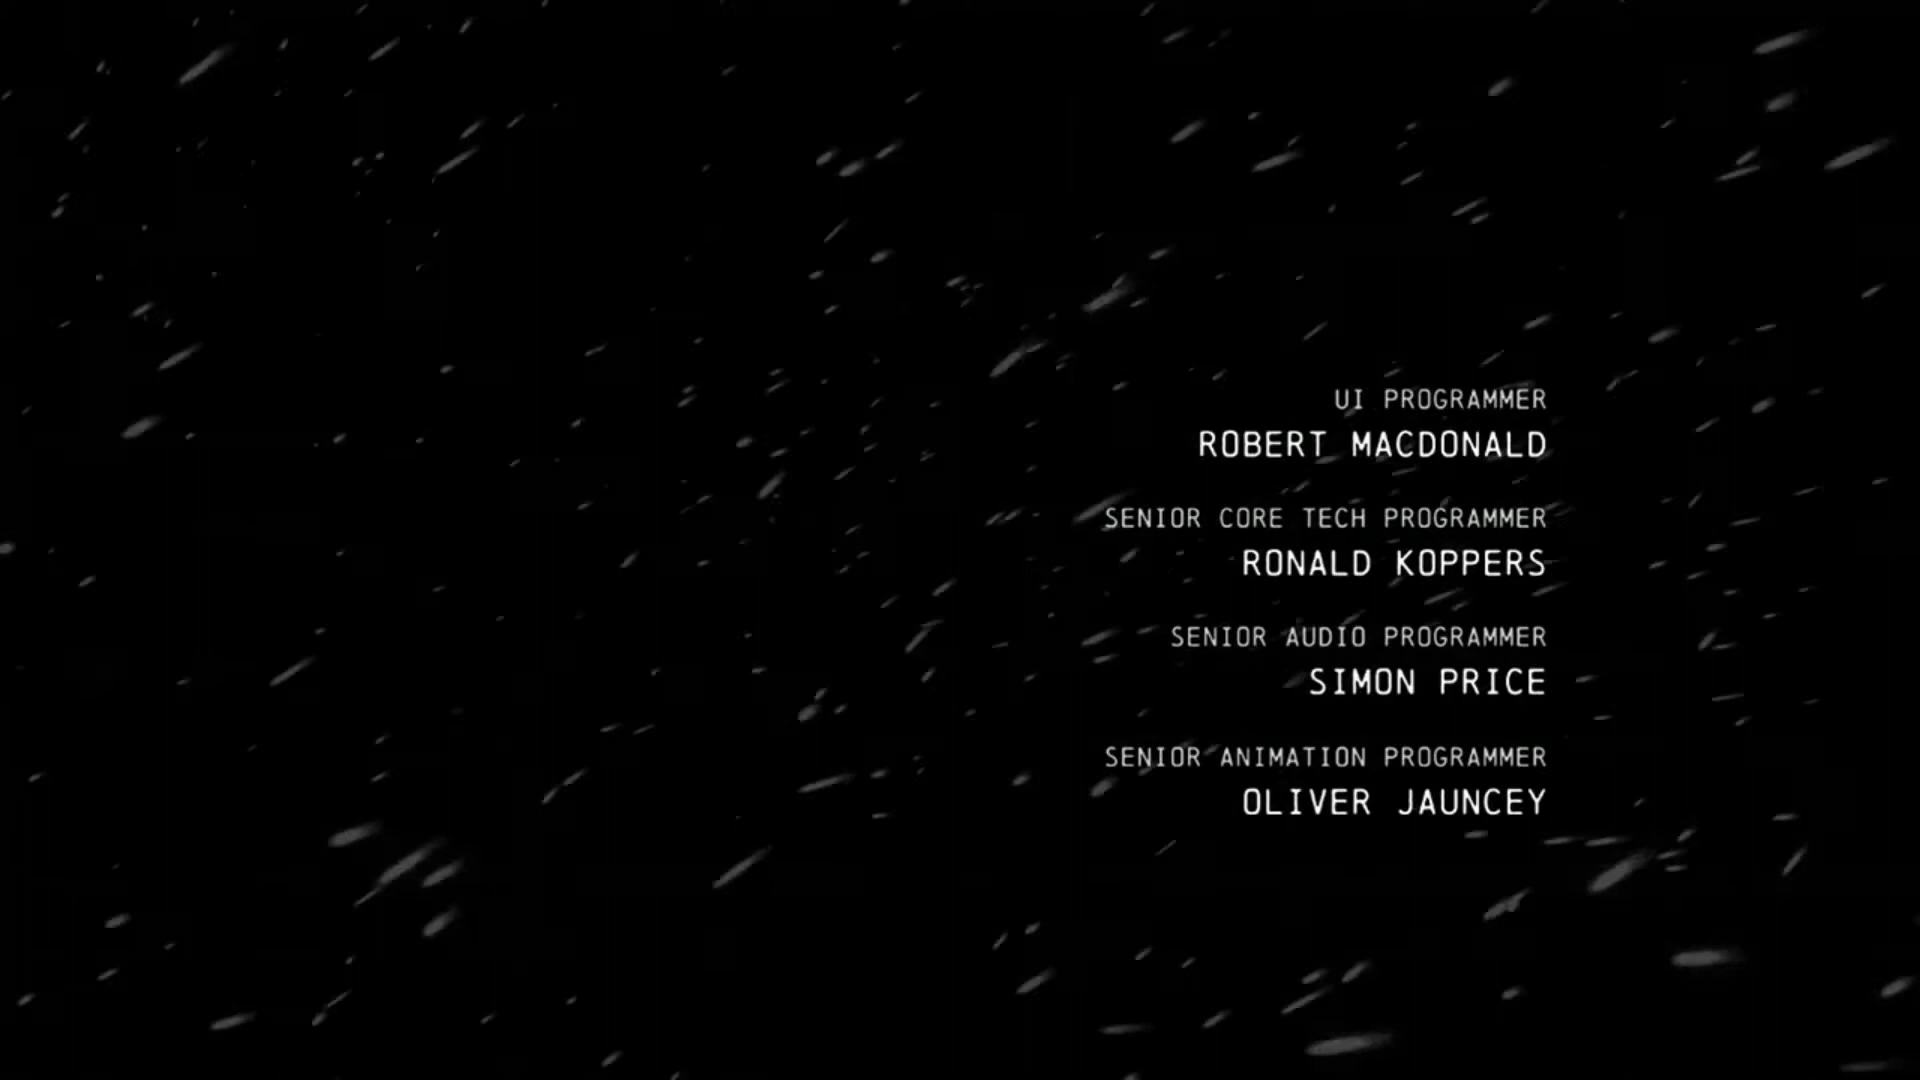 UI PROGRAMMER
ROBERT MACDONALD
SENIOR CORE TECH PROGRAMMER
RONALD KOPPERS
SENIOR AUDIO PROGRAMMER
SIMON PRICE
SENIOR ANIMATION PROGRAMMER
OLIVER JAUNCEY